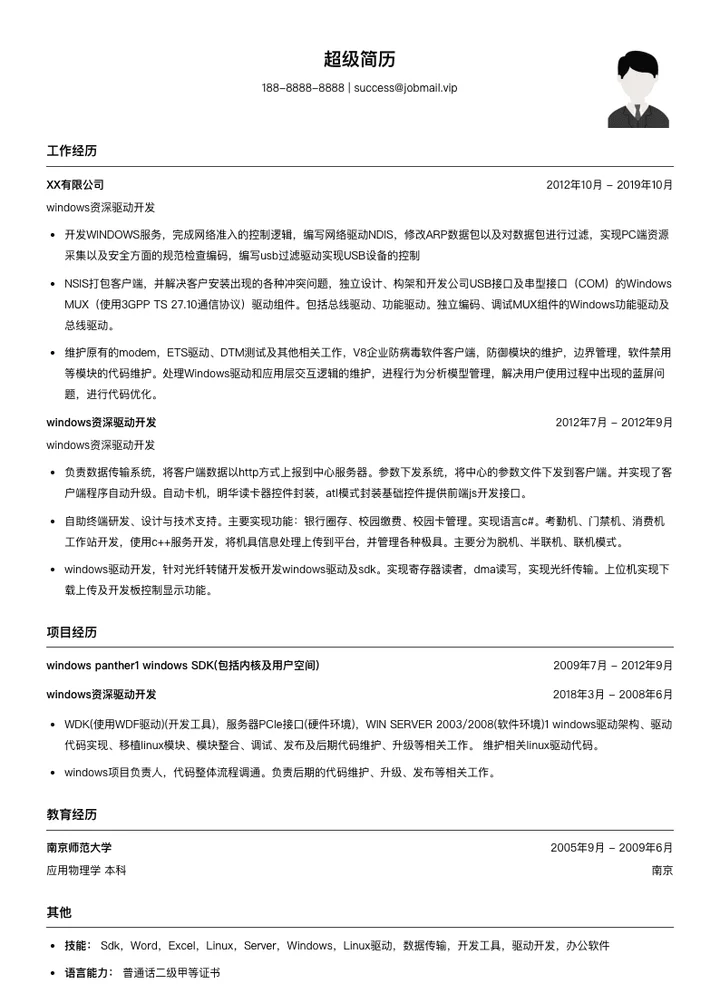 超级简历
188-8888-8888 | success@jobmail.vip
工作经历
XX有限公司 2012年10月 - 2019年10月
windows资深驱动开发
• 开发WINDOWS服务，完成网络准入的控制逻辑，编写网络驱动NDIS，修改ARP数据包以及对数据包进行过滤，实现PC端资源
采集以及安全方面的规范检查编码，编写usb过滤驱动实现USB设备的控制
• NSIS打包客户端，并解决客户安装出现的各种冲突问题，独立设计、构架和开发公司USB接口及串型接口（COM）的Windows
MUX（使用3GPP TS 27.10通信协议）驱动组件。包括总线驱动、功能驱动。独立编码、调试MUX组件的Windows功能驱动及
总线驱动。
• 维护原有的modem，ETS驱动、DTM测试及其他相关工作，V8企业防病毒软件客户端，防御模块的维护，边界管理，软件禁用
等模块的代码维护。处理Windows驱动和应用层交互逻辑的维护，进程行为分析模型管理，解决用户使用过程中出现的蓝屏问
题，进行代码优化。
windows资深驱动开发 2012年7月 - 2012年9月
windows资深驱动开发
• 负责数据传输系统，将客户端数据以http方式上报到中心服务器。参数下发系统，将中心的参数文件下发到客户端。并实现了客
户端程序自动升级。自动卡机，明华读卡器控件封装，atl模式封装基础控件提供前端js开发接口。
• 自助终端研发、设计与技术支持。主要实现功能：银行圈存、校园缴费、校园卡管理。实现语言c#。考勤机、门禁机、消费机
工作站开发，使用c++服务开发，将机具信息处理上传到平台，并管理各种极具。主要分为脱机、半联机、联机模式。
• windows驱动开发，针对光纤转储开发板开发windows驱动及sdk。实现寄存器读者，dma读写，实现光纤传输。上位机实现下
载上传及开发板控制显示功能。
项目经历
windows panther1 windows SDK(包括内核及用户空间) 2009年7月 - 2012年9月
windows资深驱动开发 2018年3月 - 2008年6月
• WDK(使用WDF驱动)(开发工具)，服务器PCIe接口(硬件环境)，WIN SERVER 2003/2008(软件环境)1 windows驱动架构、驱动
代码实现、移植linux模块、模块整合、调试、发布及后期代码维护、升级等相关工作。 维护相关linux驱动代码。
• windows项目负责人，代码整体流程调通。负责后期的代码维护、升级、发布等相关工作。
教育经历
南京师范大学 2005年9月 - 2009年6月
应用物理学 本科 南京
其他
• 技能： Sdk，Word，Excel，Linux，Server，Windows，Linux驱动，数据传输，开发工具，驱动开发，办公软件
• 语言能力： 普通话二级甲等证书